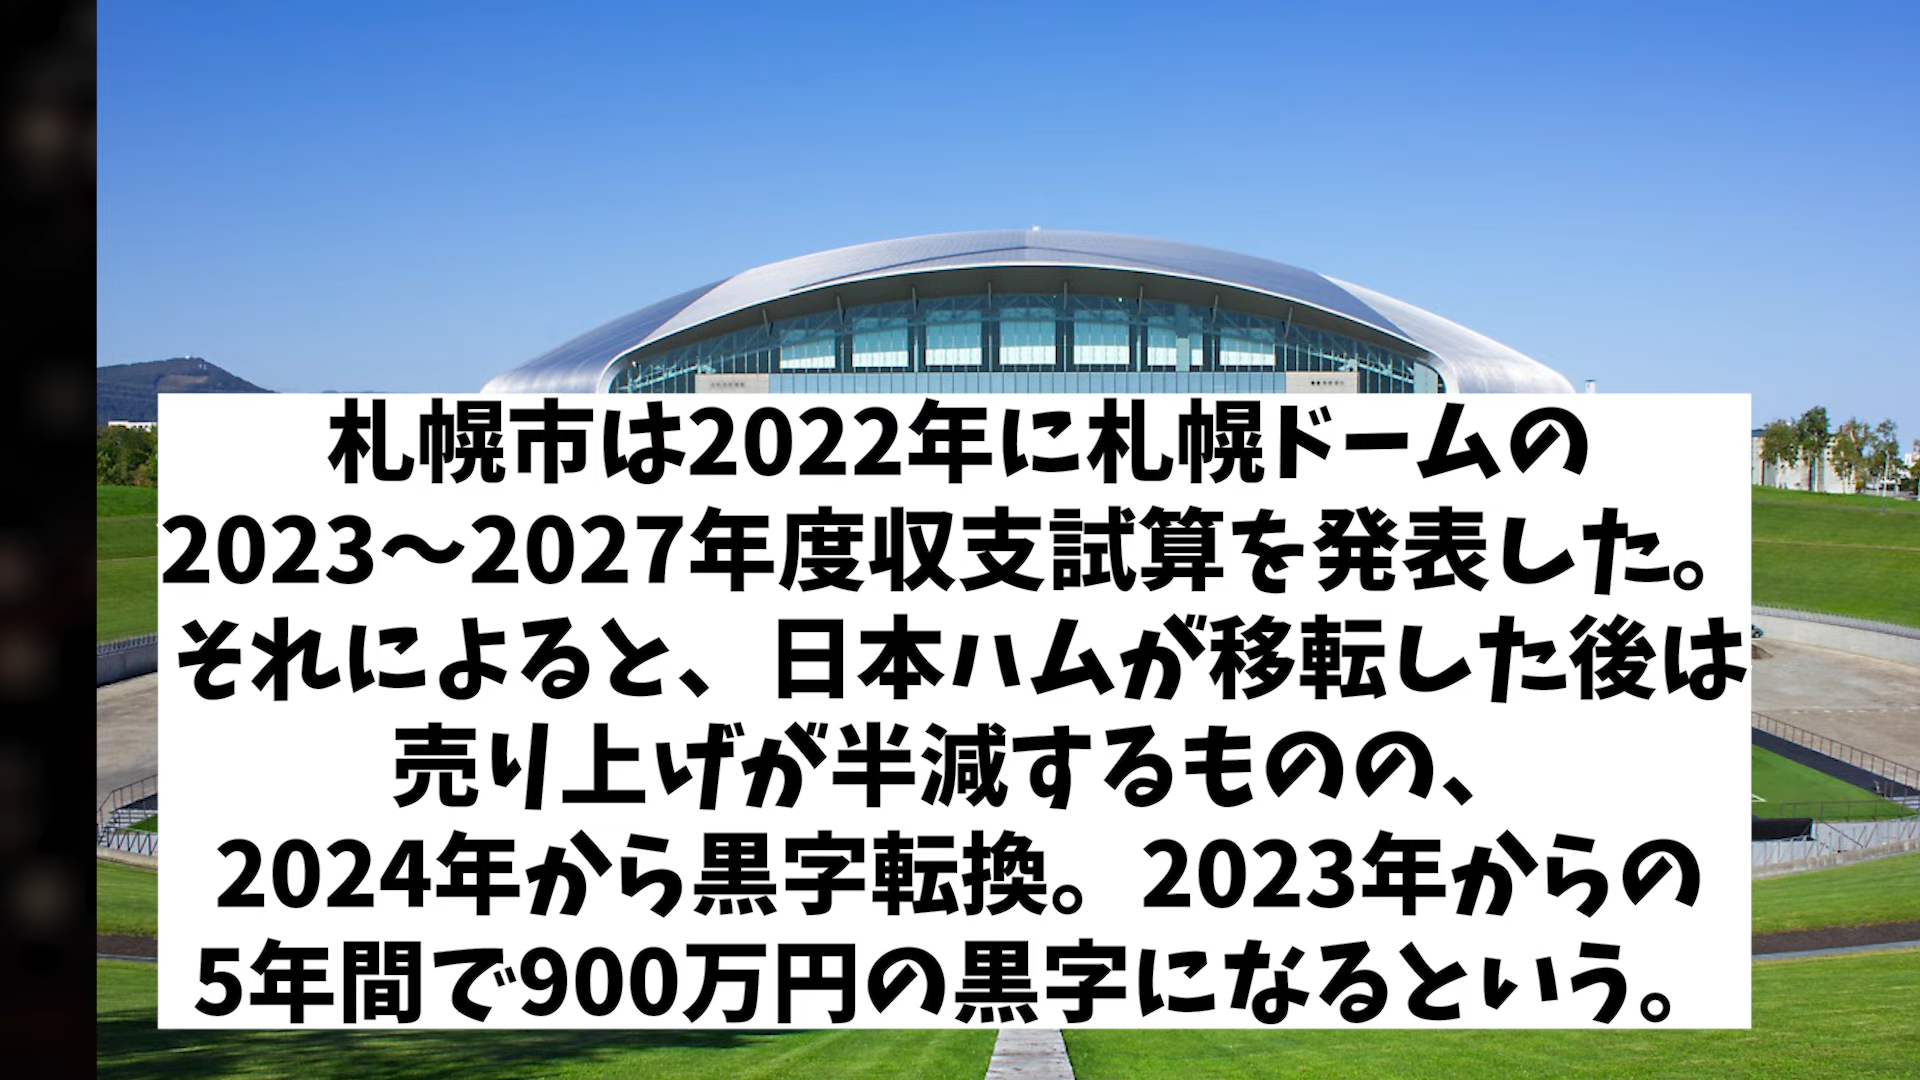 札幌市は2022年に札幌ドームの
2023～2027年度収支試算を発表した。
それによると、日本ハムが移転した後は
売り上げが半減するものの、
2024年から黒字転換。2023年からの
5年間で900万円の黒字になるという。